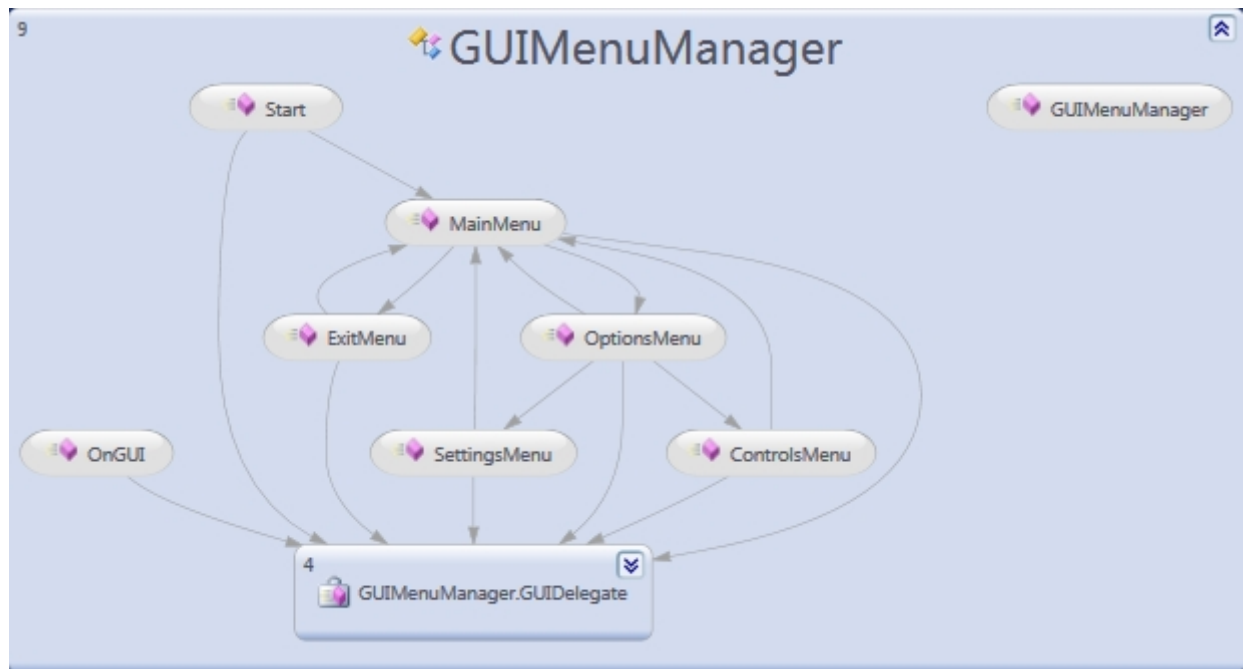 9
GUIMenuManager
Start
GUIMenuManager
MainMenu
ExitMenu
OptionsMenu
OnGUI
SettingsMenu
ControlsMenu
4
GUIMenuManager.GUIDelegate